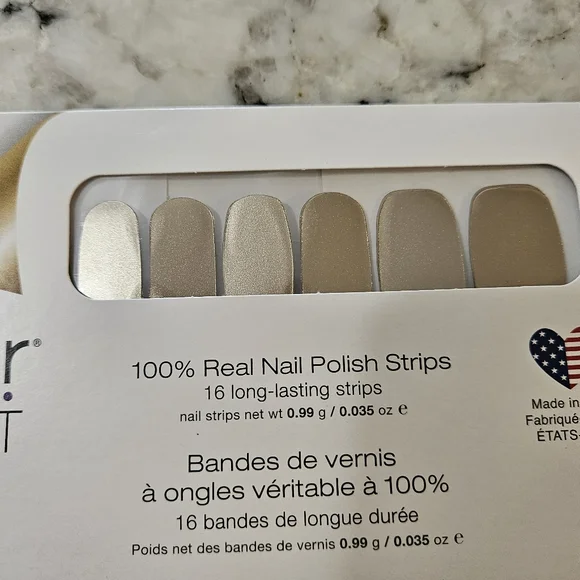 r®
T
100% Real Nail Polish Strips
16 long-lasting strips
nail strips net wt 0.99 g / 0.035 oz ℮
Bandes de vernis
à ongles véritable à 100%
16 bandes de longue durée
Poids net des bandes de vernis 0.99 g / 0.035 oz ℮
Made in
Fabriqué
ÉTATS-